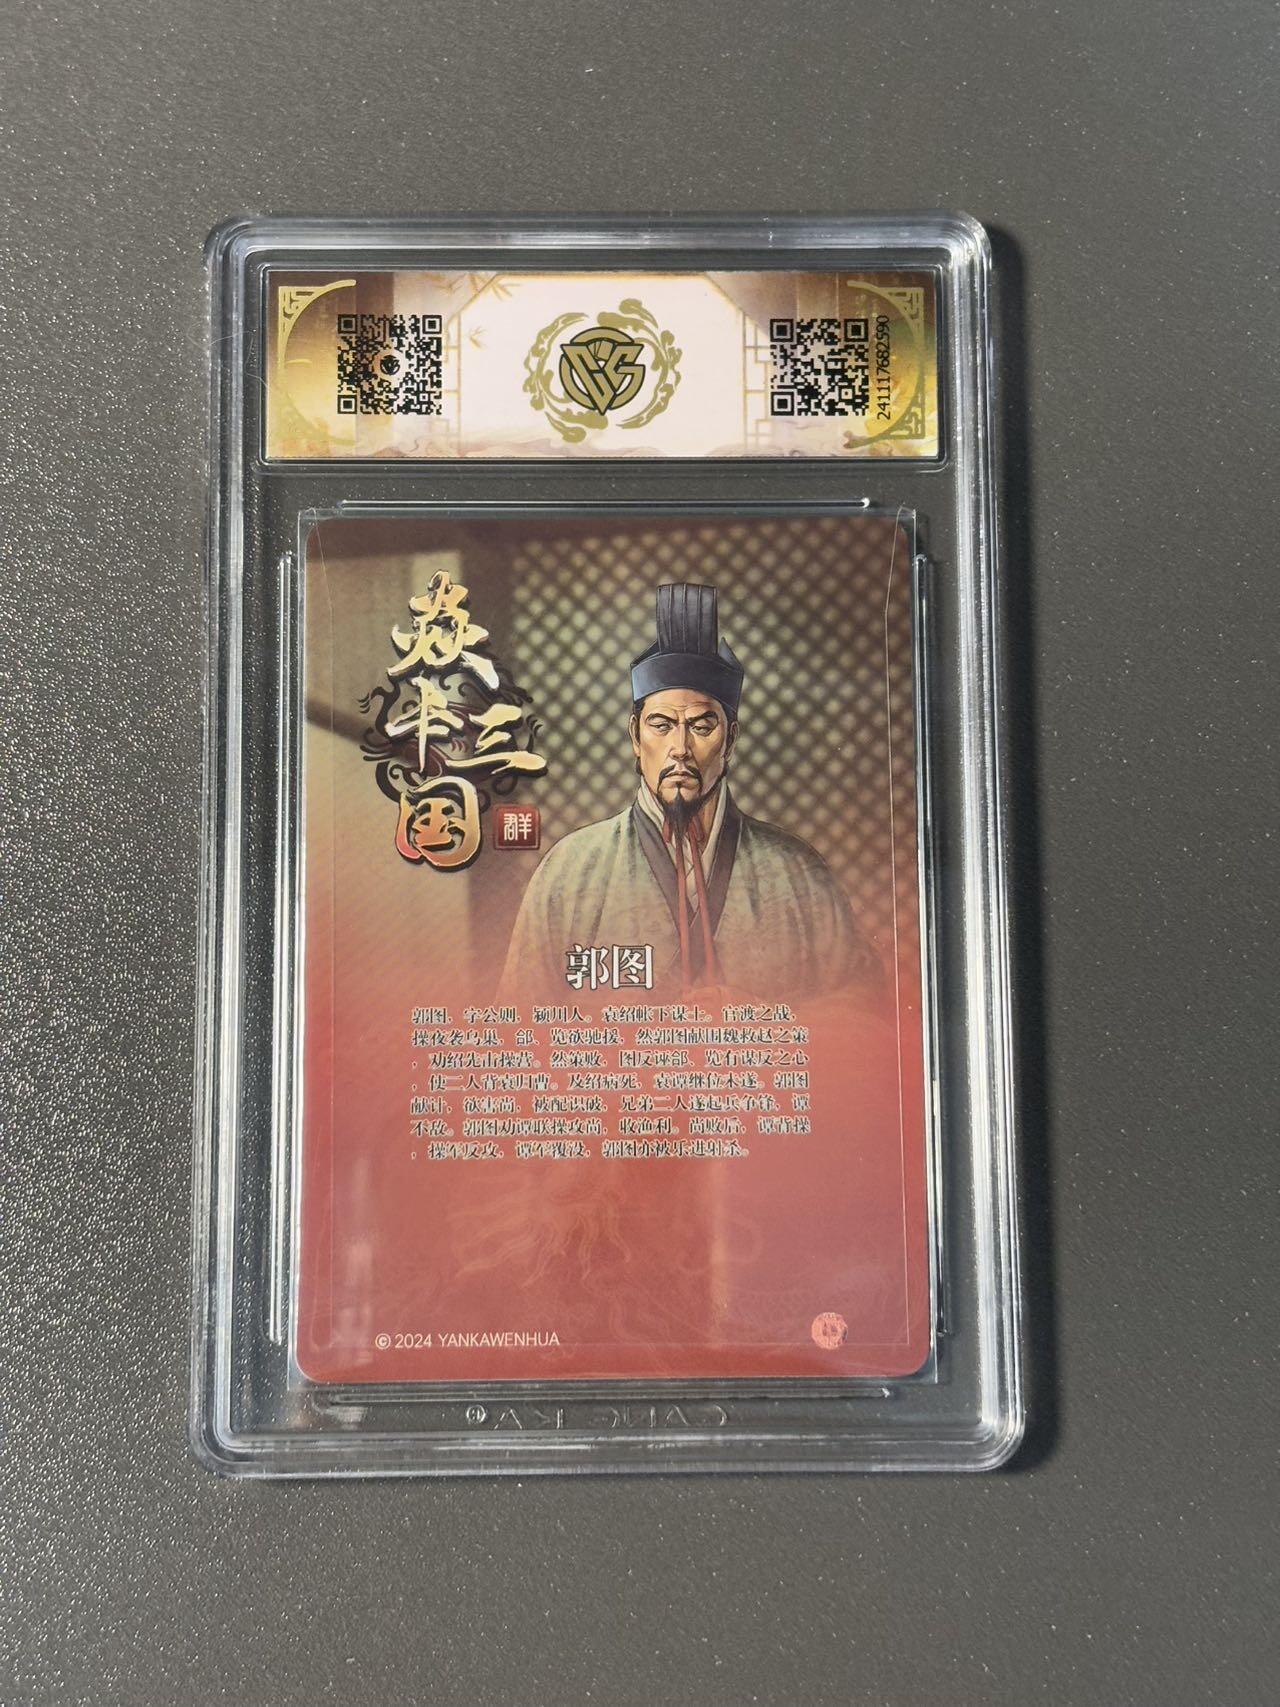 241117682590
焱卡三国
群
郭图
郭图，字公则，颍川人。袁绍帐下谋士。官渡之战，
操夜袭乌巢，郃、览欲驰援，然郭图献围魏救赵之策
，劝绍先击操营。然策败，图反诬郃、览有谋反之心
，使二人背袁归曹。及绍病死，袁谭继位未遂。郭图
献计，欲害尚，被配识破，兄弟二人遂起兵争锋，谭
不敌。郭图劝谭联操攻尚，收渔利。尚败后，谭背操
，操军反攻，谭军覆没，郭图亦被乐进射杀。
© 2024 YANKAWENHUA